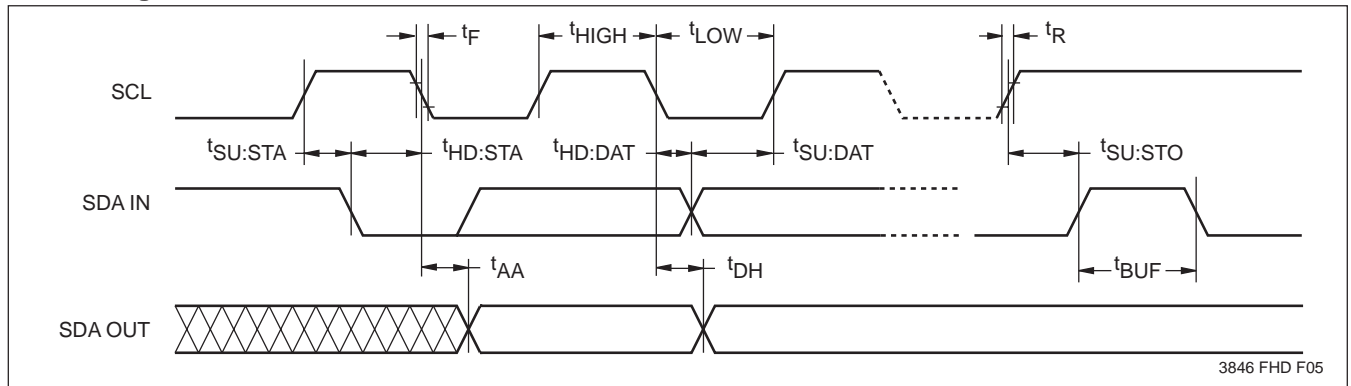 tF
tHIGH
tLOW
tR
SCL
tSU:STA
tHD:STA
tHD:DAT
tSU:DAT
tSU:STO
SDA IN
tAA
tDH
tBUF
SDA OUT
3846 FHD F05